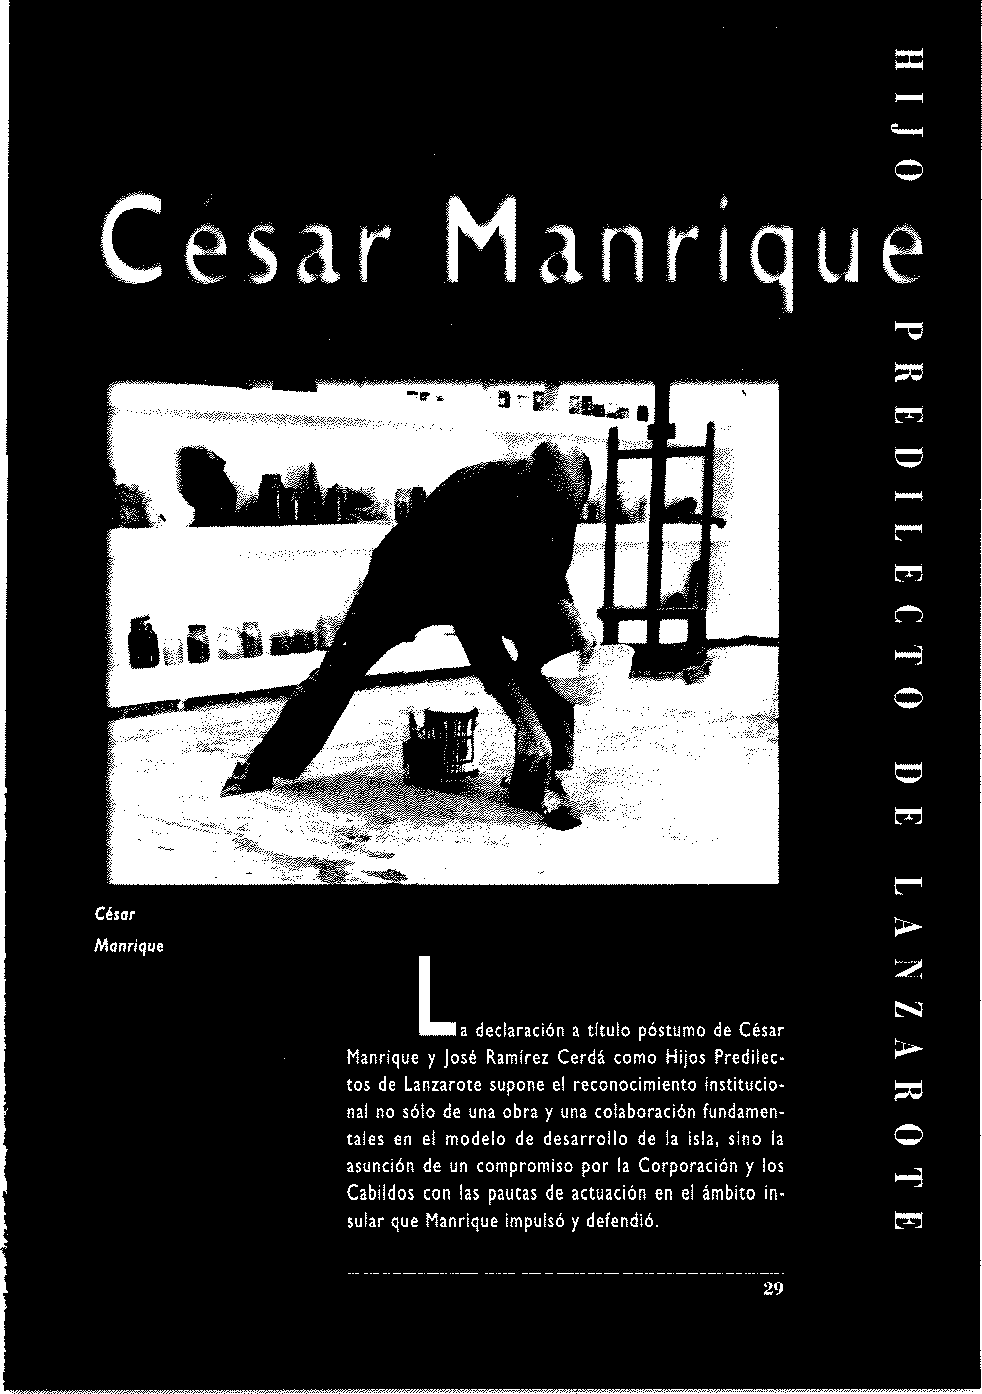 HIJO PREDILECTO DE LANZAROTE
César Manrique
César
Manrique
La declaración a título póstumo de César
Manrique y José Ramírez Cerdá como Hijos Predilec-
tos de Lanzarote supone el reconocimiento institucio-
nal no sólo de una obra y una colaboración fundamen-
tales en el modelo de desarrollo de la isla, sino la
asunción de un compromiso por la Corporación y los
Cabildos con las pautas de actuación en el ámbito in-
sular que Manrique impulsó y defendió.
29